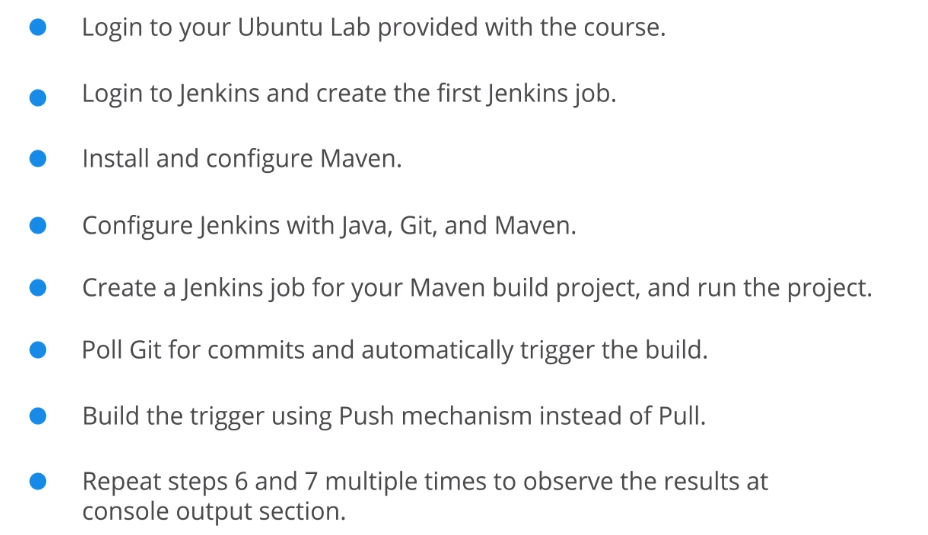 Login to your Ubuntu Lab provided with the course.
Login to Jenkins and create the first Jenkins job.
Install and configure Maven.
Configure Jenkins with Java, Git, and Maven.
Create a Jenkins job for your Maven build project, and run the project.
Poll Git for commits and automatically trigger the build.
Build the trigger using Push mechanism instead of Pull.
Repeat steps 6 and 7 multiple times to observe the results at
console output section.